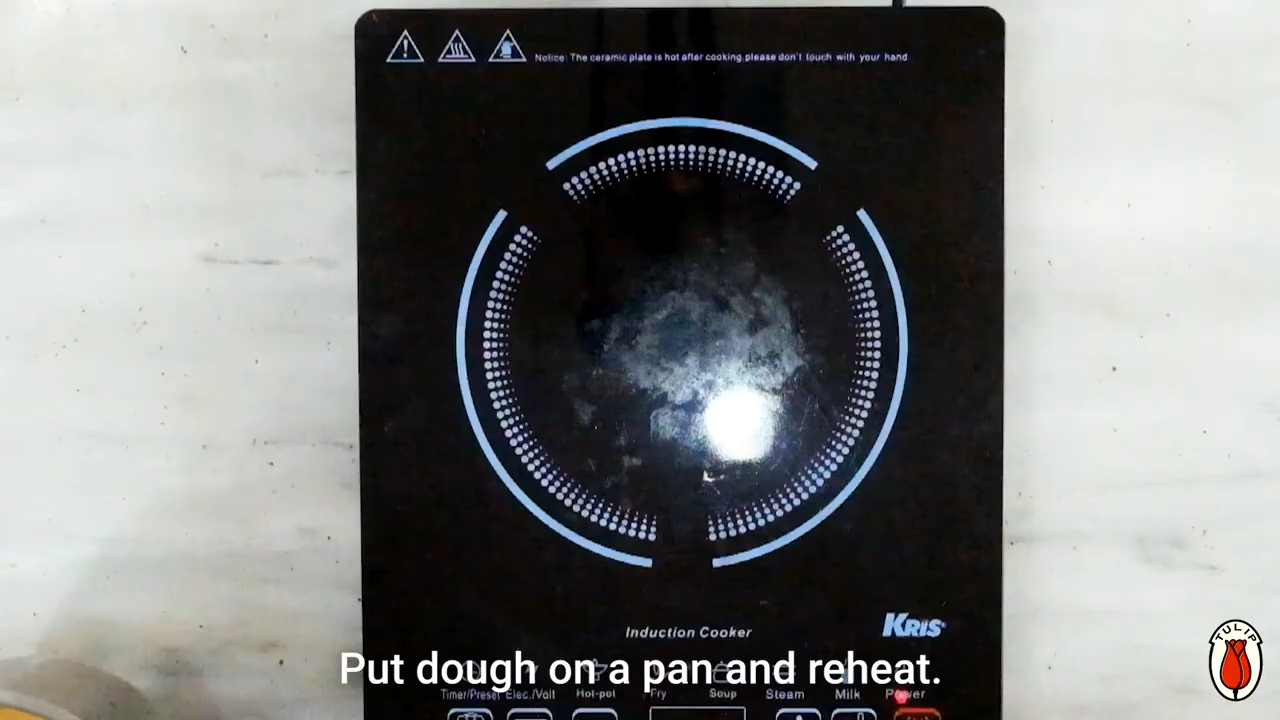 Notice: The ceramic plate is hot after cooking,please don't touch with your hand
Induction Cooker
KRIS
Put dough on a pan and reheat.
Timer/Preset Elec./Volt Hot-pot Fry Soup Steam Milk Power
TULIP